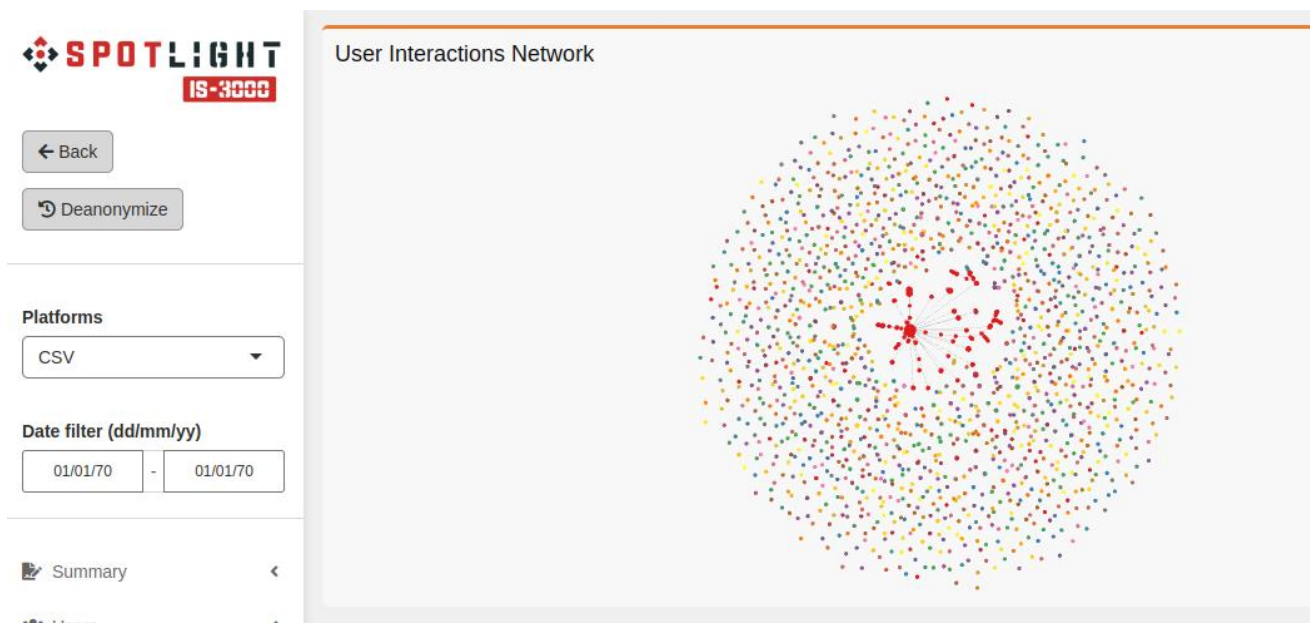 SPOTLIGHT
IS-3000
Back
Deanonymize
Platforms
CSV
Date filter (dd/mm/yy)
01/01/70 - 01/01/70
Summary
User Interactions Network